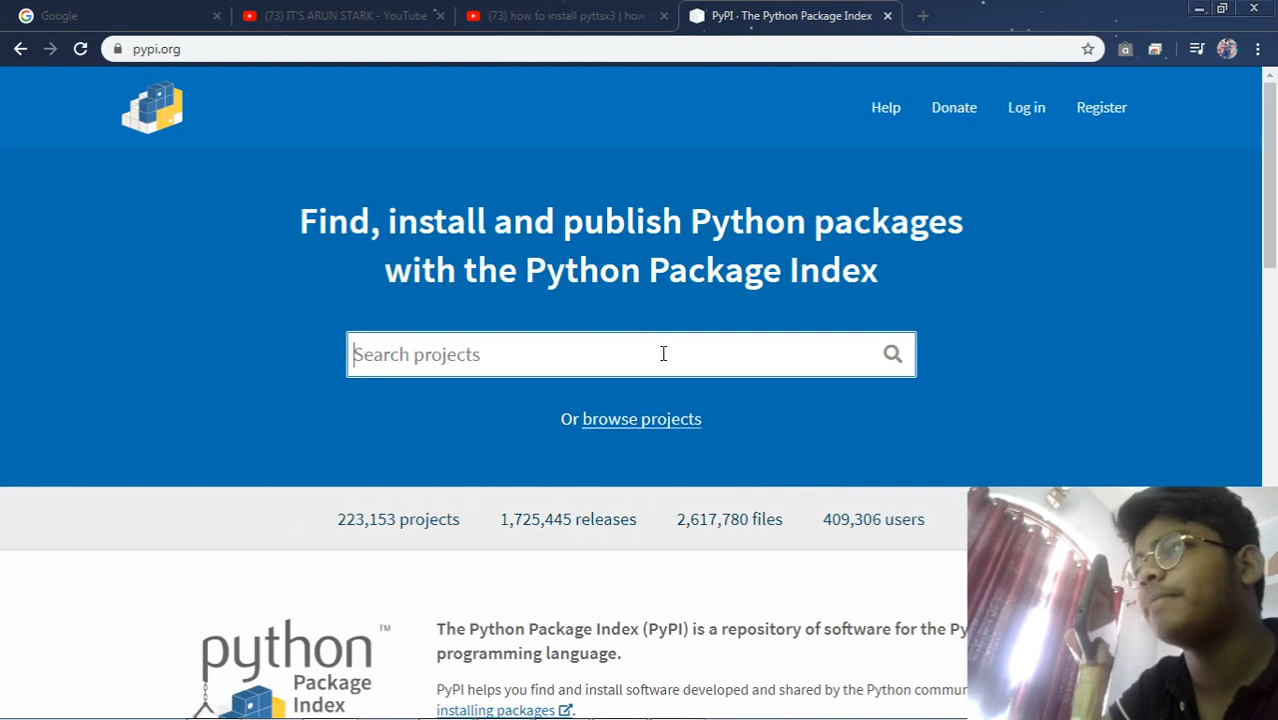 Google
(73) IT'S ARUN STARK - YouTube
(73) how to install pyttsx3 | how
PyPI · The Python Package Index
pypi.org
Help
Donate
Log in
Register
Find, install and publish Python packages
with the Python Package Index
Search projects
Or browse projects
223,153 projects
1,725,445 releases
2,617,780 files
409,306 users
python™
Package
Index
The Python Package Index (PyPI) is a repository of software for the Py
programming language.
PyPI helps you find and install software developed and shared by the Python commun
installing packages.